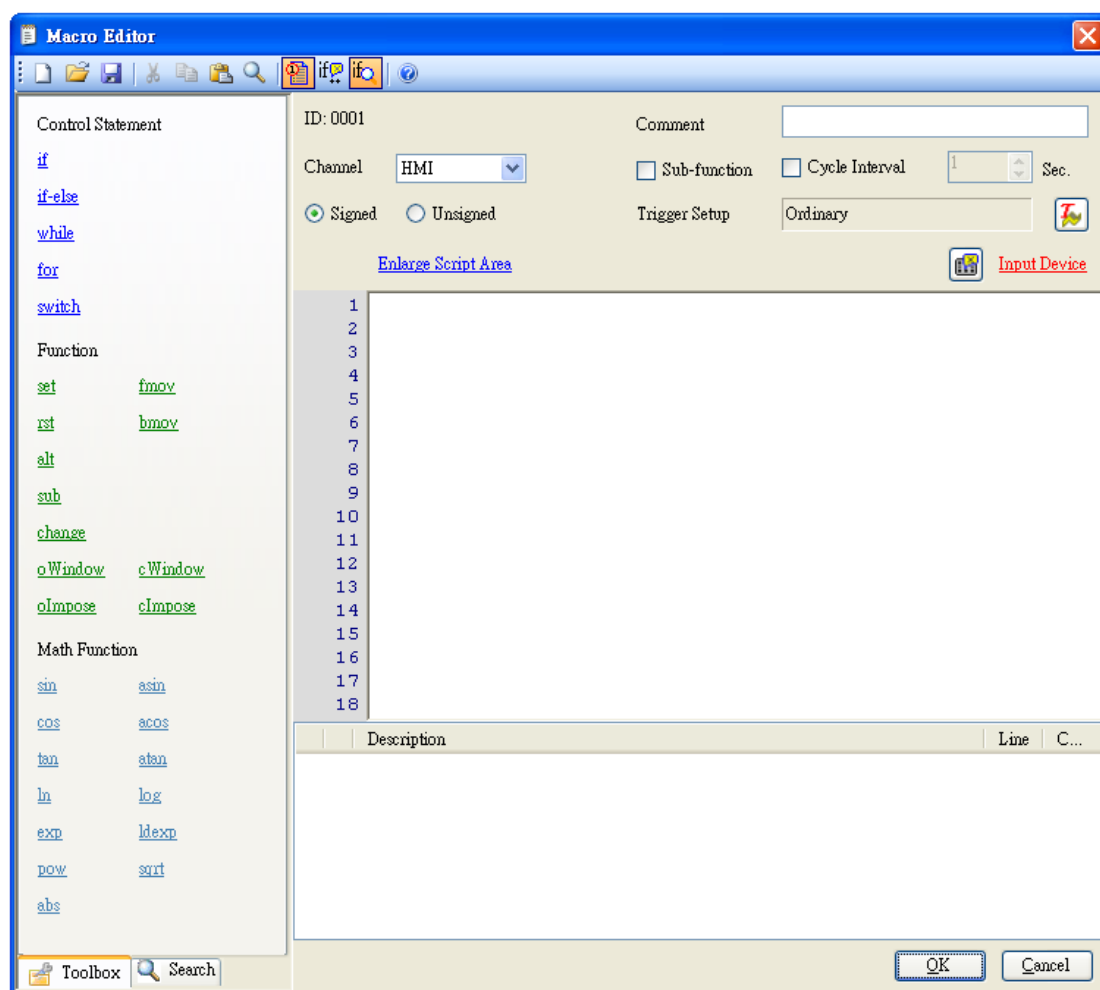 Macro Editor
if if
Control Statement
if
if-else
while
for
switch
Function
set fmov
rst bmov
alt
sub
change
oWindow cWindow
oImpose cImpose
Math Function
sin asin
cos acos
tan atan
ln log
exp ldexp
pow sqrt
abs
Toolbox Search
ID: 0001 Comment
Channel HMI Sub-function Cycle Interval 1 Sec.
Signed Unsigned Trigger Setup Ordinary
Enlarge Script Area Input Device
1
2
3
4
5
6
7
8
9
10
11
12
13
14
15
16
17
18
Description Line C...
OK Cancel